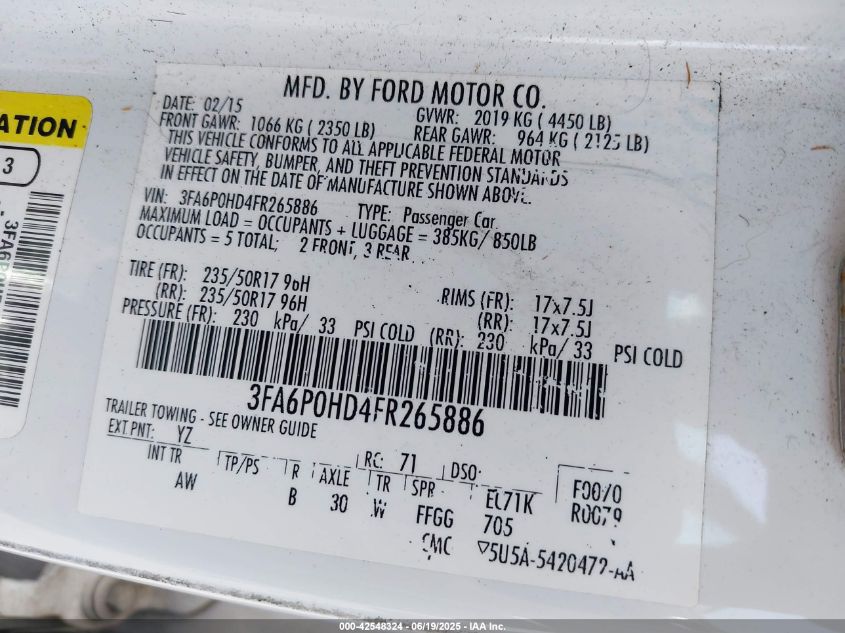 MFD. BY FORD MOTOR CO.
DATE: 02/15 GVWR: 2019 KG ( 4450 LB)
FRONT GAWR: 1066 KG ( 2350 LB) REAR GAWR: 964 KG ( 2125 LB)
THIS VEHICLE CONFORMS TO ALL APPLICABLE FEDERAL MOTOR
VEHICLE SAFETY, BUMPER, AND THEFT PREVENTION STANDARDS
IN EFFECT ON THE DATE OF MANUFACTURE SHOWN ABOVE.
VIN: 3FA6P0HD4FR265886 TYPE: Passenger Car
MAXIMUM LOAD = OCCUPANTS + LUGGAGE = 385KG/ 850LB
OCCUPANTS = 5 TOTAL; 2 FRONT, 3 REAR
TIRE (FR): 235/50R17 96H RIMS (FR): 17x7.5J
(RR): 235/50R17 96H (RR): 17x7.5J
PRESSURE (FR): 230 kPa/ 33 PSI COLD (RR): 230 kPa/ 33 PSI COLD
3FA6P0HD4FR265886
TRAILER TOWING - SEE OWNER GUIDE
EXT PNT: YZ RC: 71 DSO:
INT TR TP/PS R AXLE TR SPR
AW B 30 W FFGG 705
F0070
R0079
ATION
3
000-42548324 • 06/19/2025 - IAA Inc.